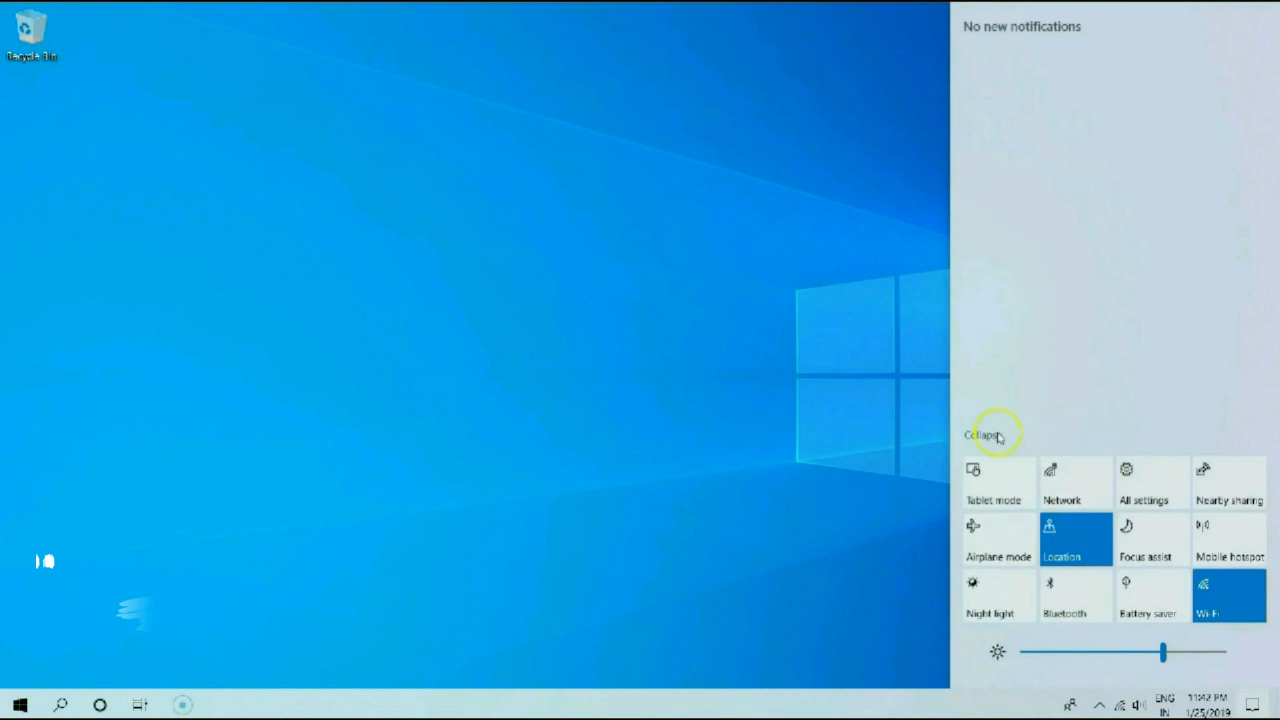 Recycle Bin
No new notifications
Collapse
Tablet mode
Network
All settings
Nearby sharing
Airplane mode
Location
Focus assist
Mobile hotspot
Night light
Bluetooth
Battery saver
Wi-Fi
ENG
IN
11:42 PM
1/25/2019